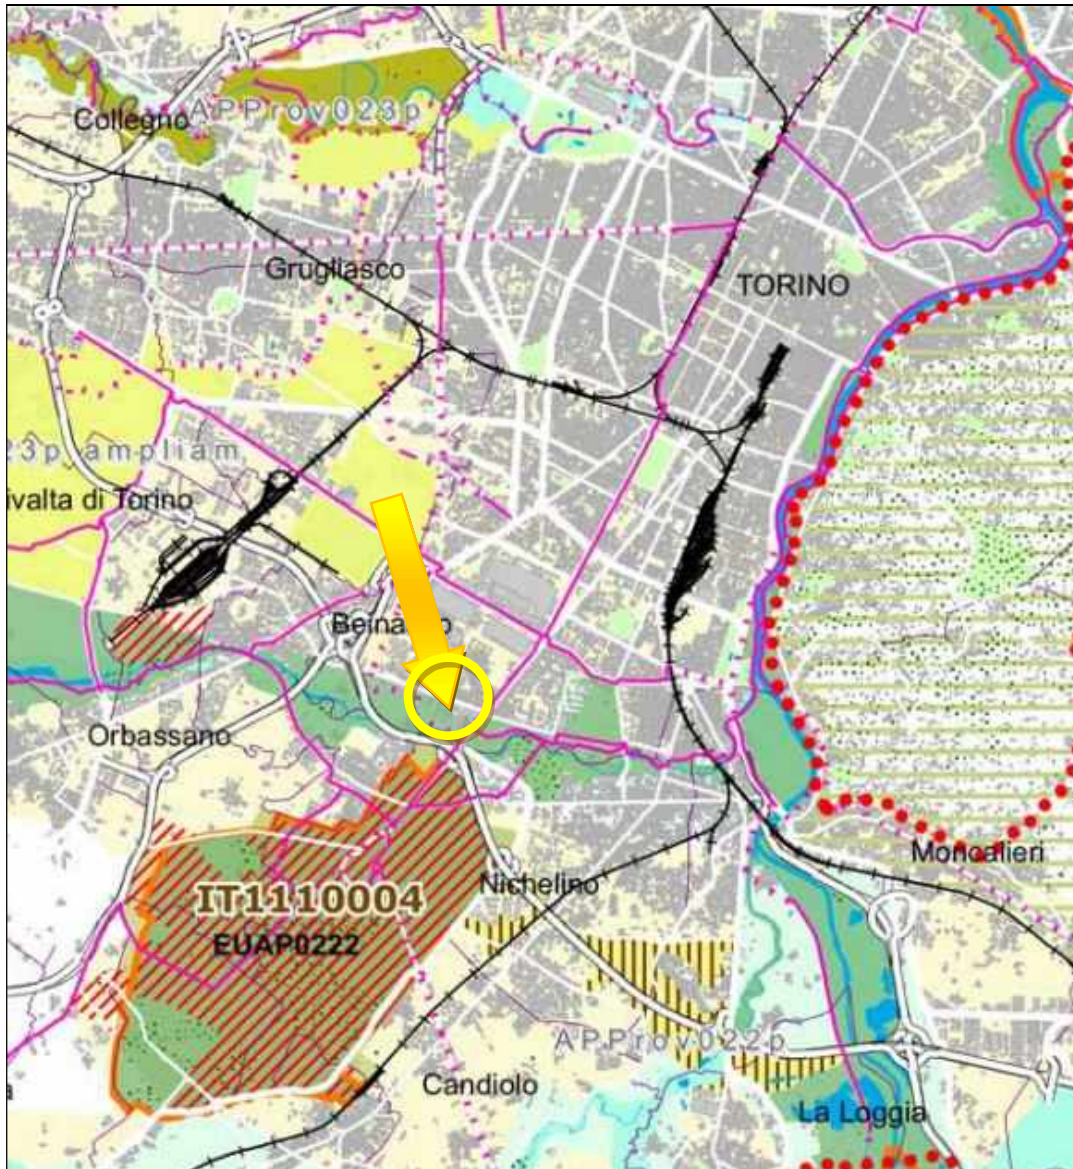 APProv023p
Collegno
Grugliasco
TORINO
23p ampliam
ivalta di Torino
Orbassano
Moncalieri
IT1110004
Nichelino
EUAP0222
APProv022p
Candiolo
La Loggia